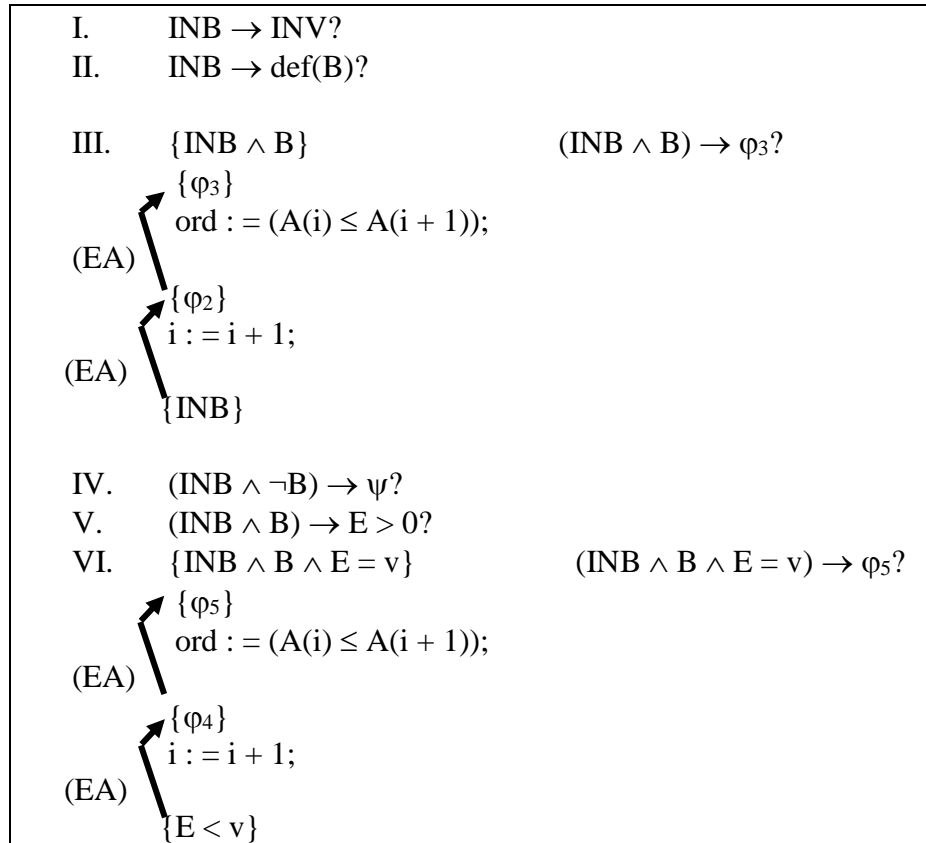 I. INB → INV?
II. INB → def(B)?
III. {INB ∧ B} (INB ∧ B) → φ₃?
{φ₃}
ord : = (A(i) ≤ A(i + 1));
(EA)
{φ₂}
i : = i + 1;
(EA)
{INB}
IV. (INB ∧ ¬B) → ψ?
V. (INB ∧ B) → E > 0?
VI. {INB ∧ B ∧ E = v} (INB ∧ B ∧ E = v) → φ₅?
{φ₅}
ord : = (A(i) ≤ A(i + 1));
(EA)
{φ₄}
i : = i + 1;
(EA)
{E < v}